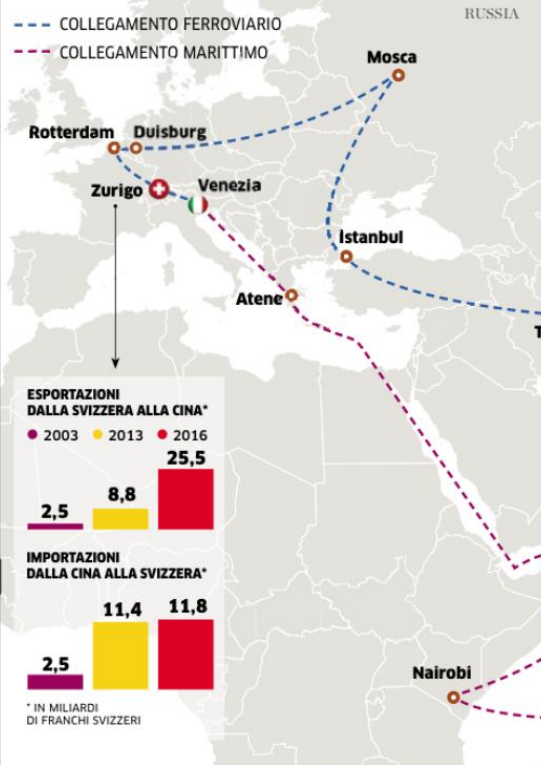 COLLEGAMENTO FERROVIARIO
COLLEGAMENTO MARITTIMO
RUSSIA
Mosca
Rotterdam
Duisburg
Zurigo
Venezia
İstanbul
Atene
T
ESPORTAZIONI
DALLA SVIZZERA ALLA CINA*
2003 2013 2016
2,5
8,8
25,5
IMPORTAZIONI
DALLA CINA ALLA SVIZZERA*
2,5
11,4
11,8
* IN MILIARDI
DI FRANCHI SVIZZERI
Nairobi